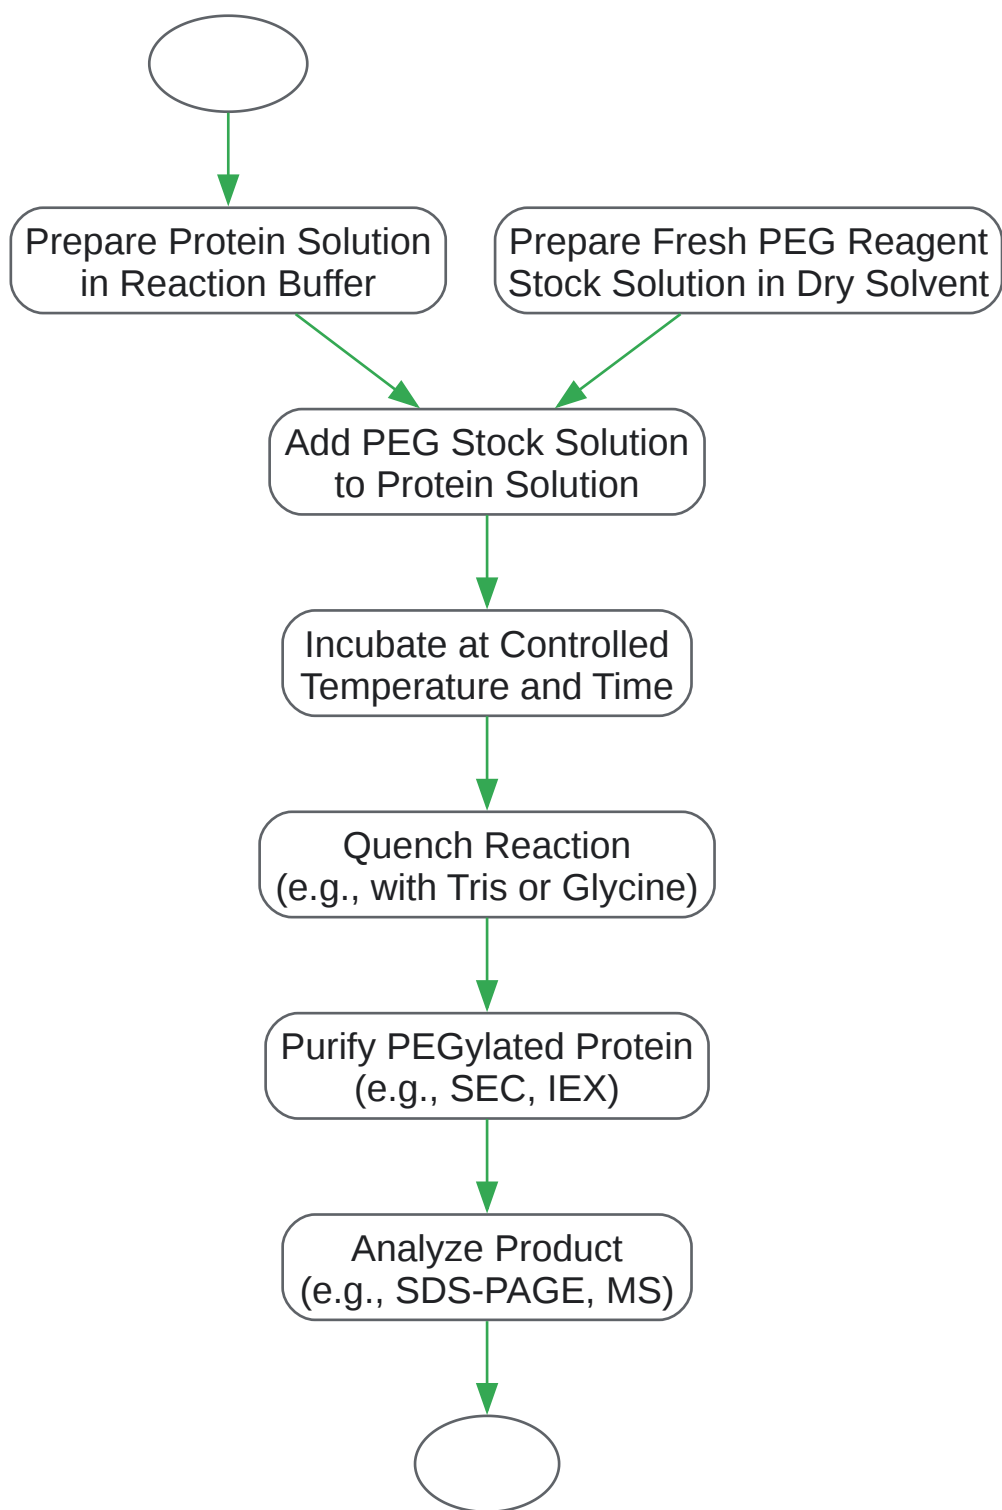 Prepare Protein Solution
in Reaction Buffer
Prepare Fresh PEG Reagent
Stock Solution in Dry Solvent
Add PEG Stock Solution
to Protein Solution
Incubate at Controlled
Temperature and Time
Quench Reaction
(e.g., with Tris or Glycine)
Purify PEGylated Protein
(e.g., SEC, IEX)
Analyze Product
(e.g., SDS-PAGE, MS)